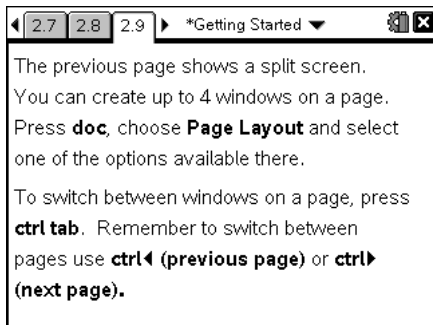 2.7 2.8 2.9 *Getting Started
The previous page shows a split screen.
You can create up to 4 windows on a page.
Press doc, choose Page Layout and select
one of the options available there.
To switch between windows on a page, press
ctrl tab. Remember to switch between
pages use ctrl◀ (previous page) or ctrl▶
(next page).